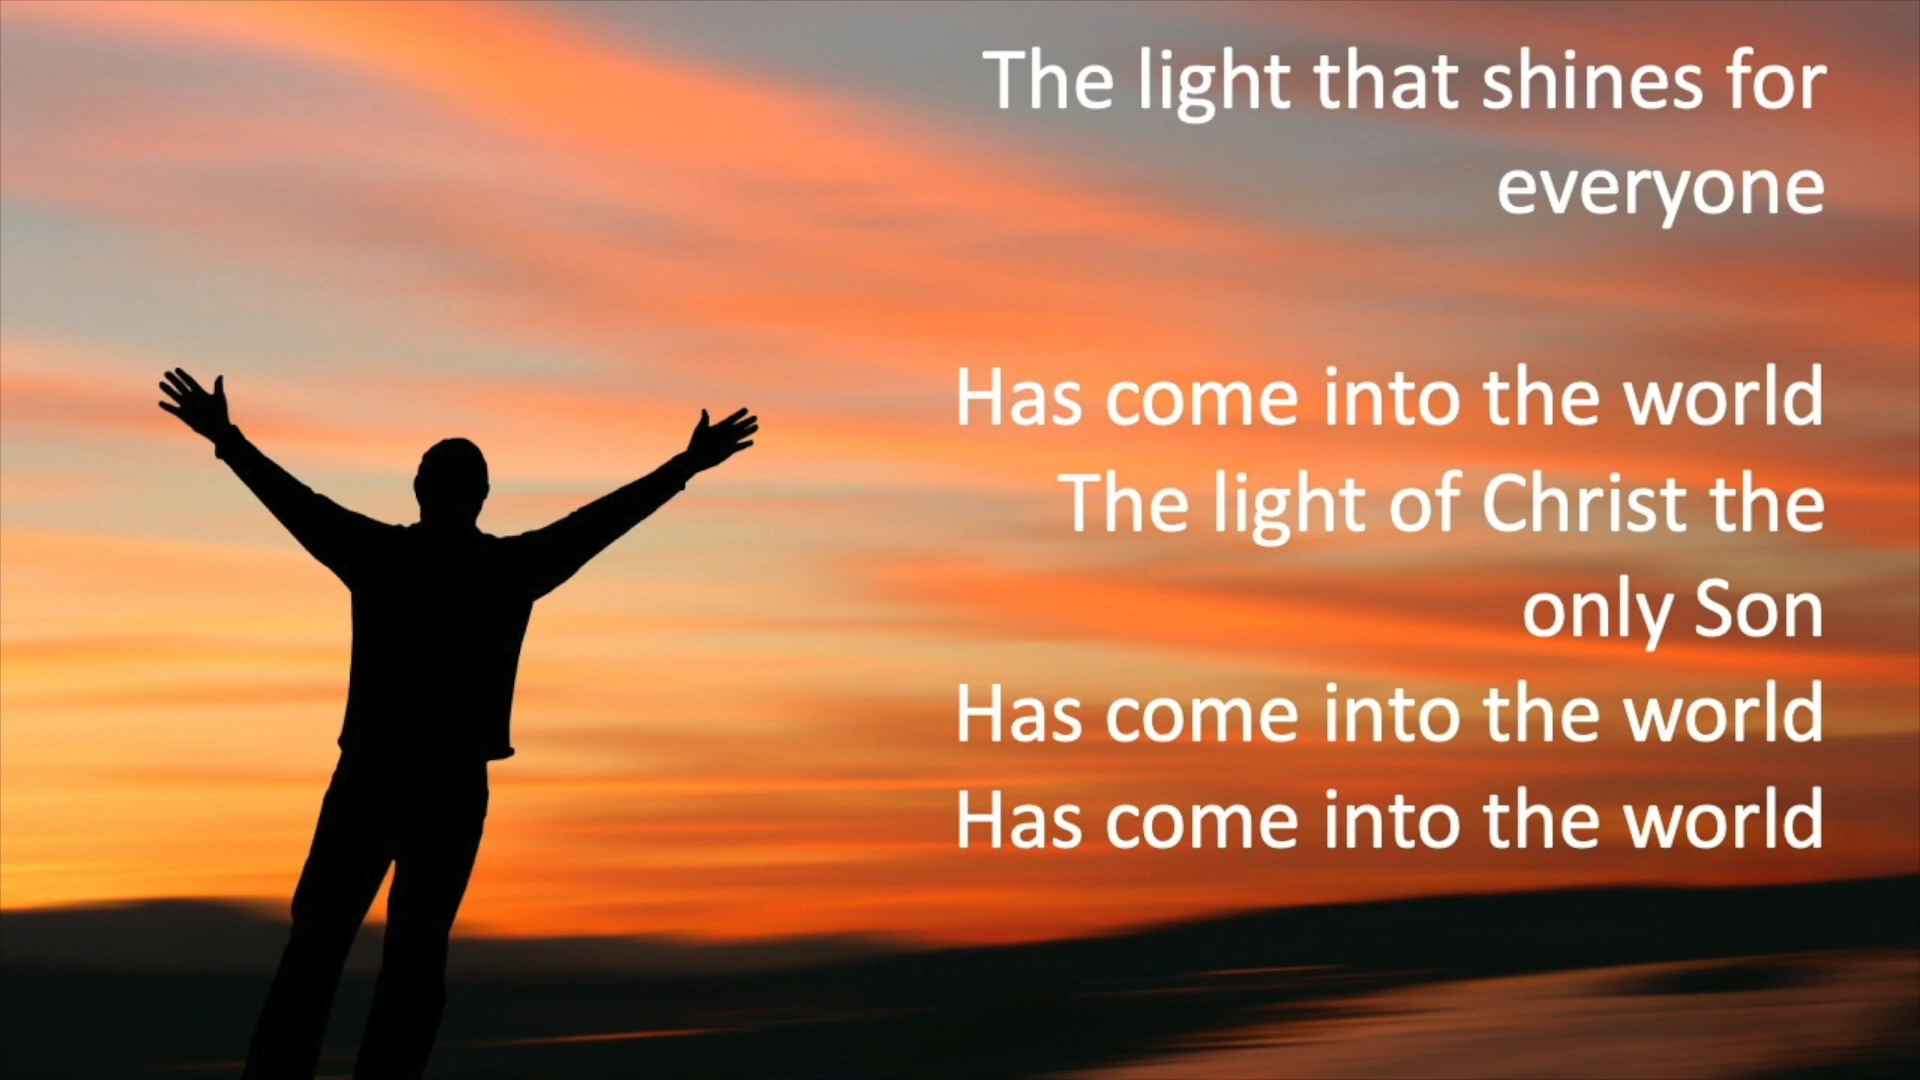 The light that shines for
everyone
Has come into the world
The light of Christ the
only Son
Has come into the world
Has come into the world